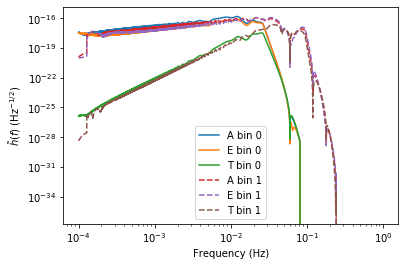 10⁻¹⁶
10⁻¹⁹
10⁻²²
10⁻²⁵
10⁻²⁸
10⁻³¹
10⁻³⁴
h̃(f) (Hz⁻¹/²)
A bin 0
E bin 0
T bin 0
A bin 1
E bin 1
T bin 1
10⁻⁴ 10⁻³ 10⁻² 10⁻¹ 10⁰
Frequency (Hz)